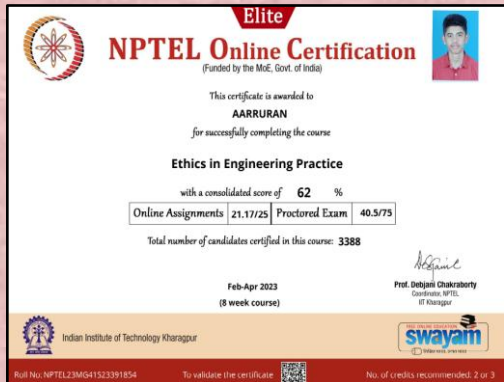 Elite
NPTEL Online Certification
(Funded by the MoE, Govt. of India)
This certificate is awarded to
AARRURAN
for successfully completing the course
Ethics in Engineering Practice
with a consolidated score of 62 %
Online Assignments 21.17/25 Proctored Exam 40.5/75
Total number of candidates certified in this course: 3388
Feb-Apr 2023
(8 week course)
Prof. Debjani Chakraborty
Coordinator, NPTEL
IIT Kharagpur
Indian Institute of Technology Kharagpur
FREE ONLINE EDUCATION
swayam
Roll No: NPTEL23MG41S23391854 To validate the certificate No. of credits recommended: 2 or 3